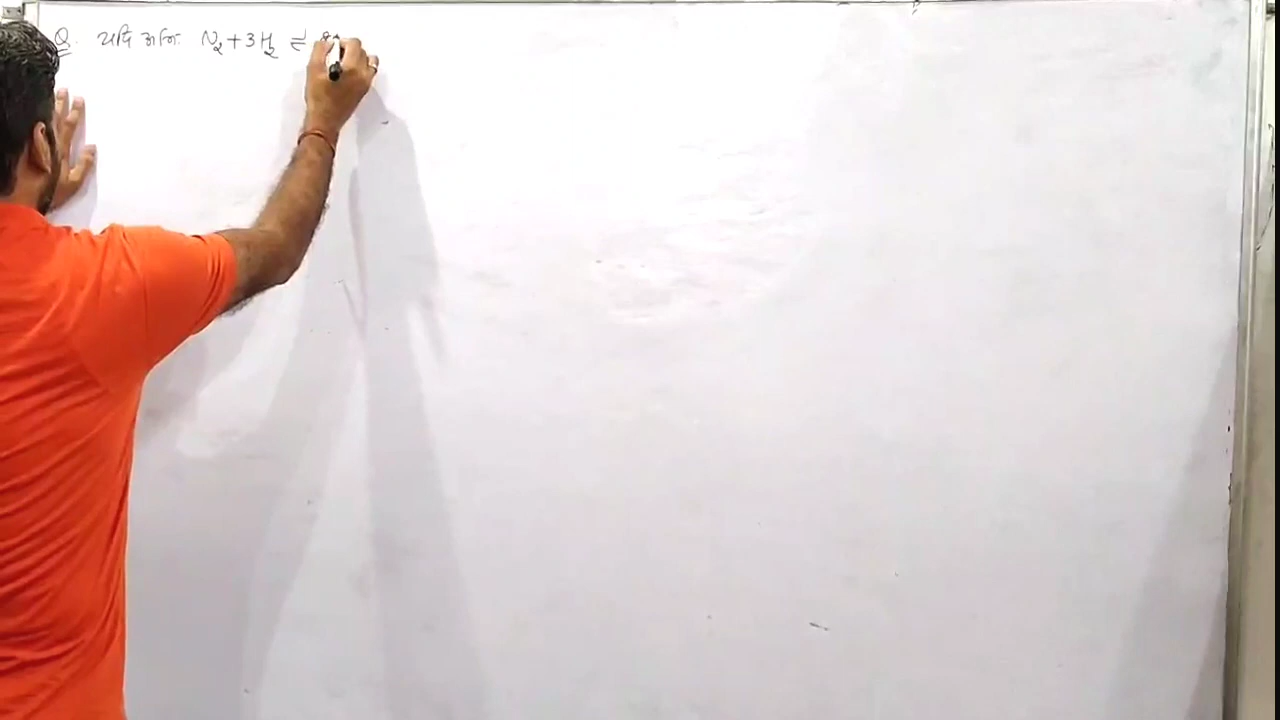 Q. यदि अभि. N₂ + 3H₂ ⇌